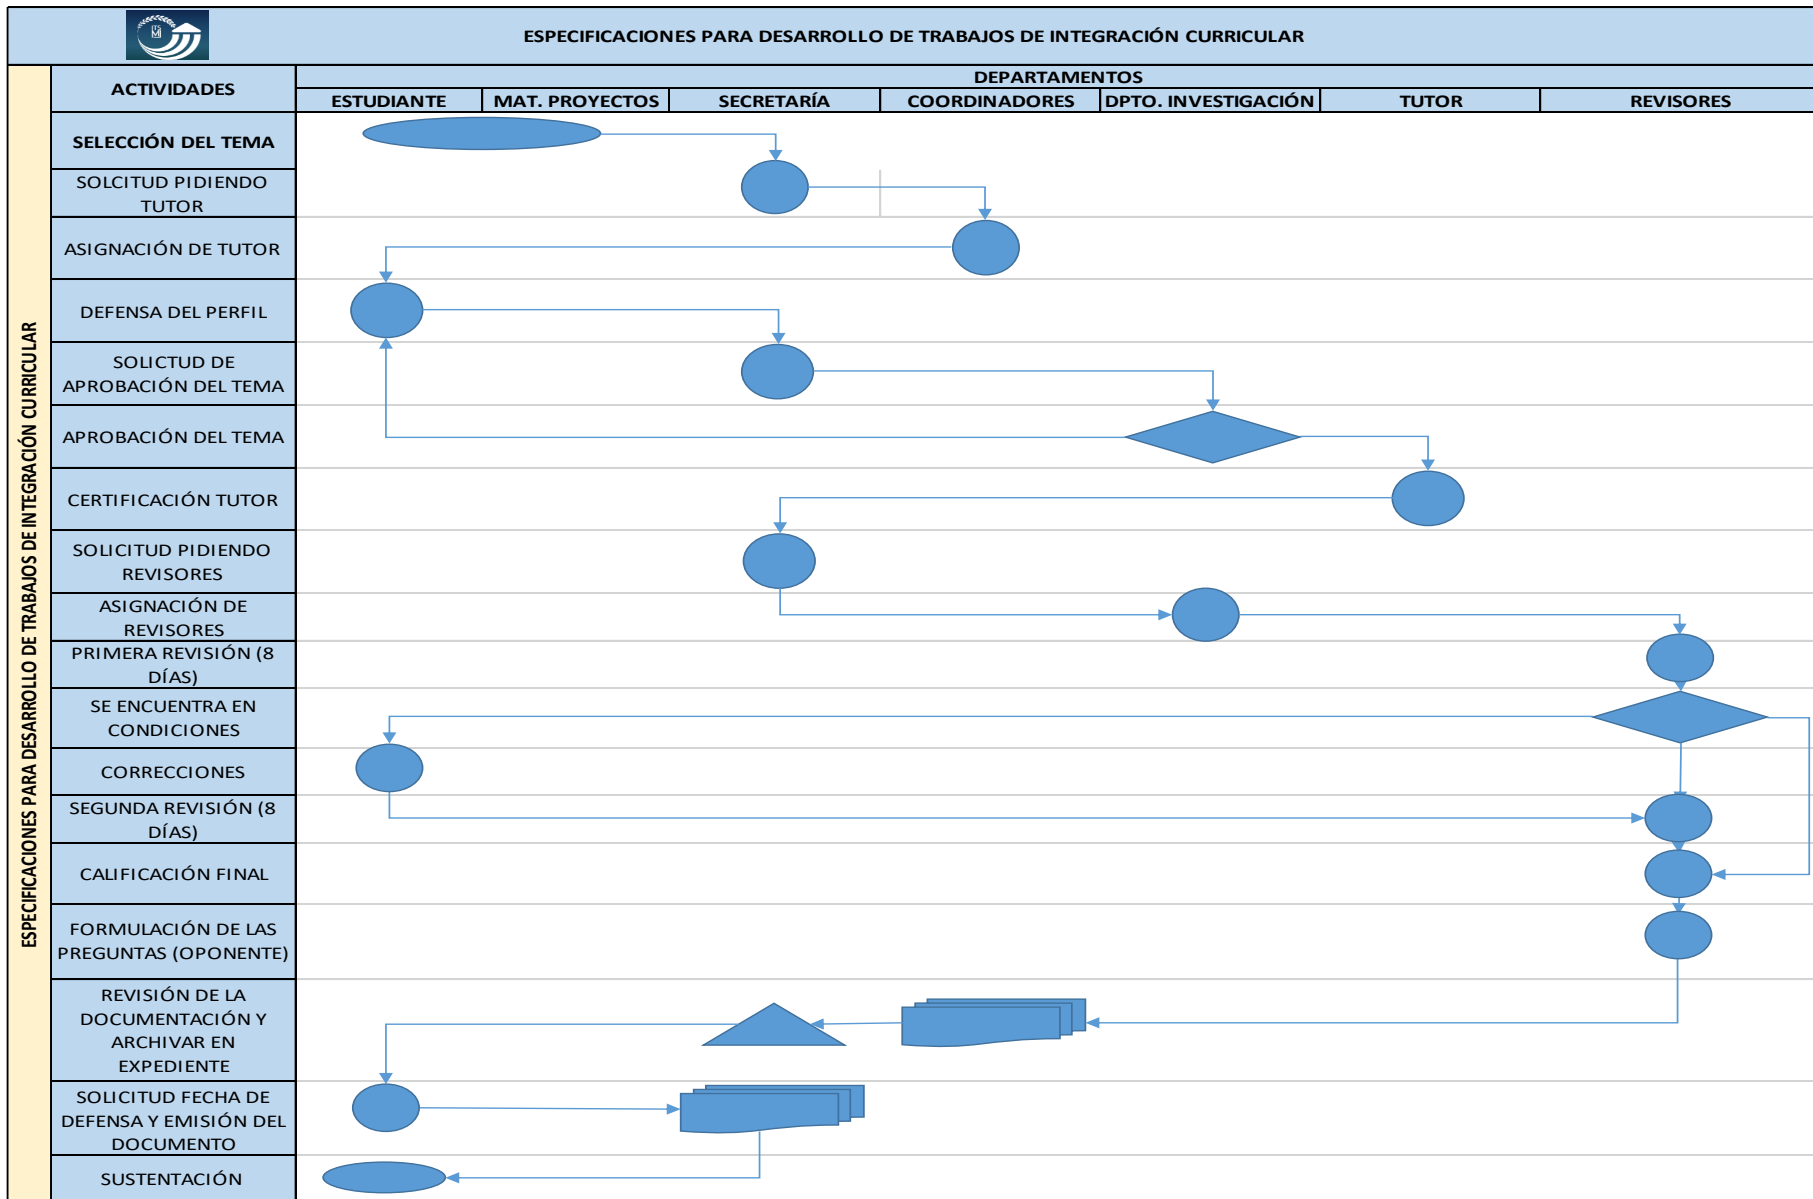 ESPECIFICACIONES PARA DESARROLLO DE TRABAJOS DE INTEGRACIÓN CURRICULAR
ESPECIFICACIONES PARA DESARROLLO DE TRABAJOS DE INTEGRACIÓN CURRICULAR
ACTIVIDADES
DEPARTAMENTOS
ESTUDIANTE
MAT. PROYECTOS
SECRETARÍA
COORDINADORES
DPTO. INVESTIGACIÓN
TUTOR
REVISORES
SELECCIÓN DEL TEMA
SOLCITUD PIDIENDO
TUTOR
ASIGNACIÓN DE TUTOR
DEFENSA DEL PERFIL
SOLICTUD DE
APROBACIÓN DEL TEMA
APROBACIÓN DEL TEMA
CERTIFICACIÓN TUTOR
SOLICITUD PIDIENDO
REVISORES
ASIGNACIÓN DE
REVISORES
PRIMERA REVISIÓN (8
DÍAS)
SE ENCUENTRA EN
CONDICIONES
CORRECCIONES
SEGUNDA REVISIÓN (8
DÍAS)
CALIFICACIÓN FINAL
FORMULACIÓN DE LAS
PREGUNTAS (OPONENTE)
REVISIÓN DE LA
DOCUMENTACIÓN Y
ARCHIVAR EN
EXPEDIENTE
SOLICITUD FECHA DE
DEFENSA Y EMISIÓN DEL
DOCUMENTO
SUSTENTACIÓN